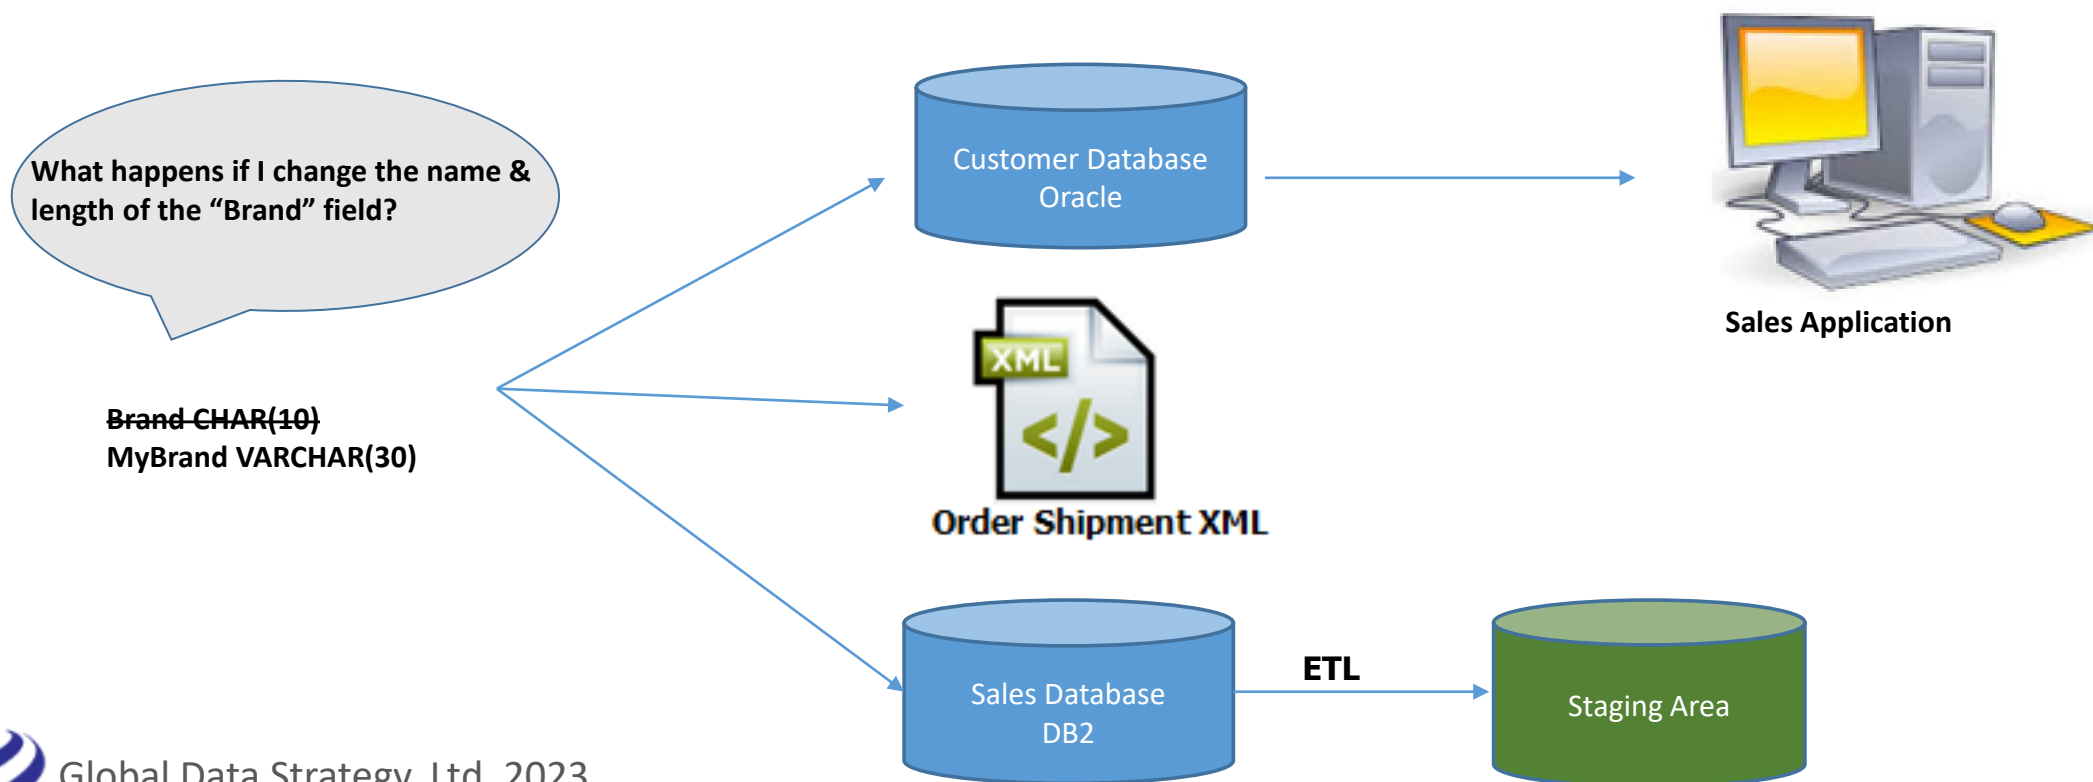 What happens if I change the name &
length of the “Brand” field?
Brand CHAR(10)
MyBrand VARCHAR(30)
Customer Database
Oracle
Sales Application
XML
</>
Order Shipment XML
Sales Database
DB2
ETL
Staging Area
Global Data Strategy, Ltd. 2023